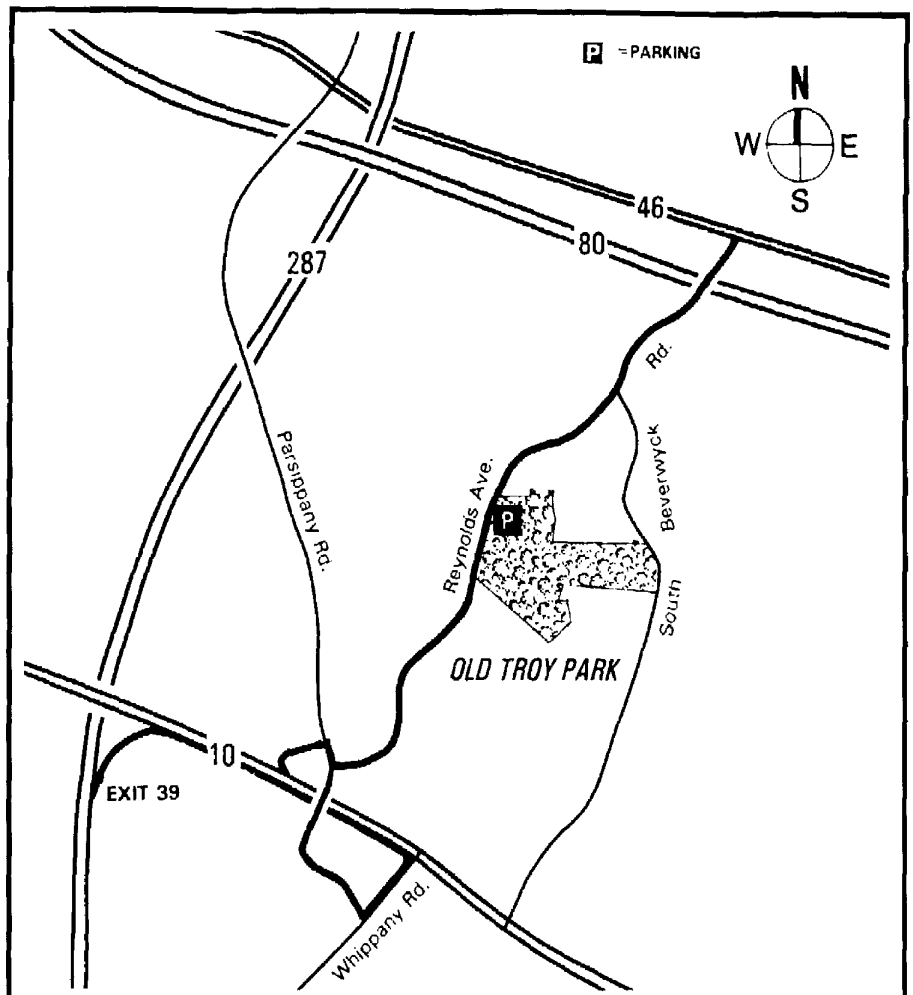 P =PARKING
N
W E
S
46
80
287
Rd.
Parsippany Rd.
Reynolds Ave.
Beverwyck
P
South
OLD TROY PARK
10
EXIT 39
Whippany Rd.